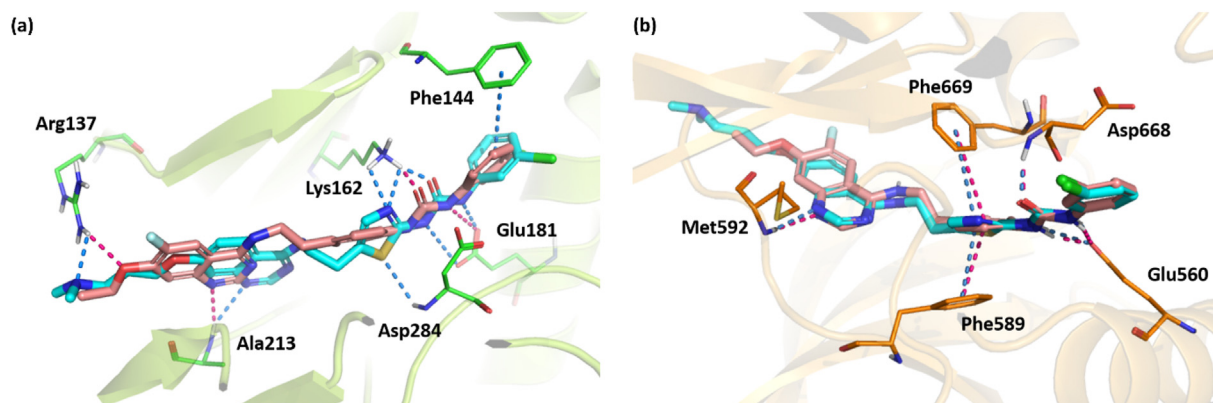 (a)
Phe144
Arg137
Lys162
Glu181
Asp284
Ala213
(b)
Phe669
Asp668
Met592
Glu560
Phe589